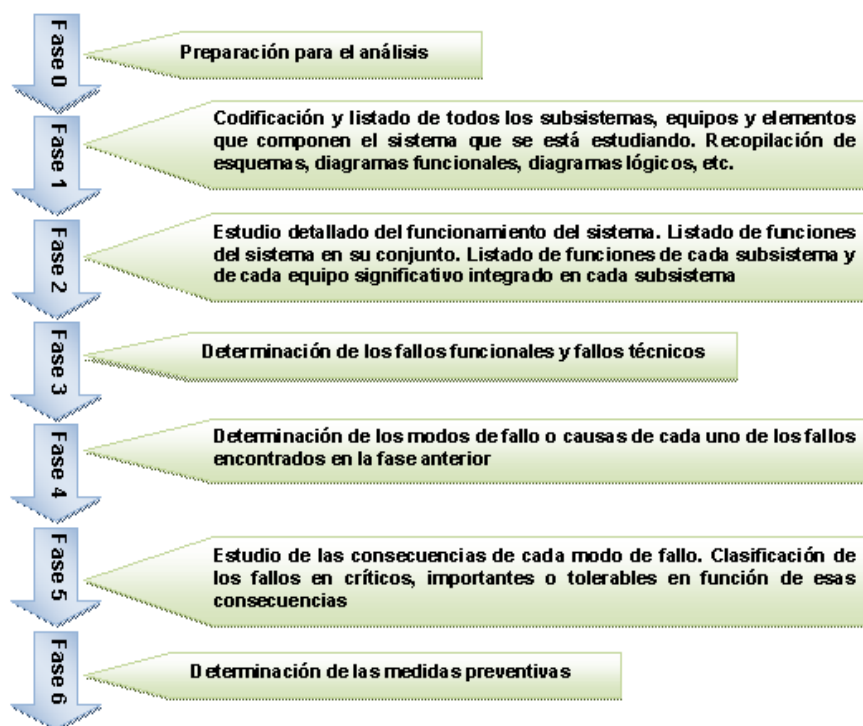 Fase 0
Preparación para el análisis
Fase 1
Codificación y listado de todos los subsistemas, equipos y elementos
que componen el sistema que se está estudiando. Recopilación de
esquemas, diagramas funcionales, diagramas lógicos, etc.
Fase 2
Estudio detallado del funcionamiento del sistema. Listado de funciones
del sistema en su conjunto. Listado de funciones de cada subsistema y
de cada equipo significativo integrado en cada subsistema
Fase 3
Determinación de los fallos funcionales y fallos técnicos
Fase 4
Determinación de los modos de fallo o causas de cada uno de los fallos
encontrados en la fase anterior
Fase 5
Estudio de las consecuencias de cada modo de fallo. Clasificación de
los fallos en críticos, importantes o tolerables en función de esas
consecuencias
Fase 6
Determinación de las medidas preventivas